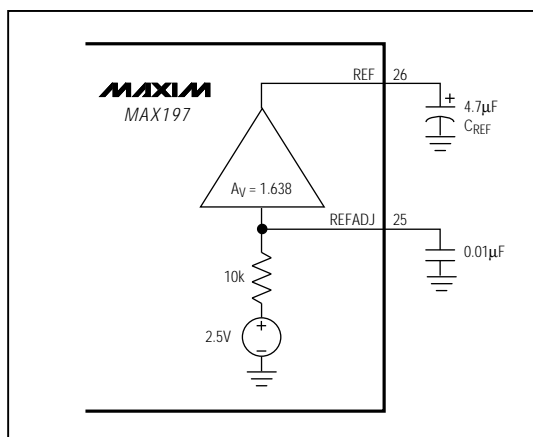 MAXIM
MAX197
REF 26
+
4.7µF
CREF
AV = 1.638
REFADJ 25
0.01µF
10k
+
2.5V
−